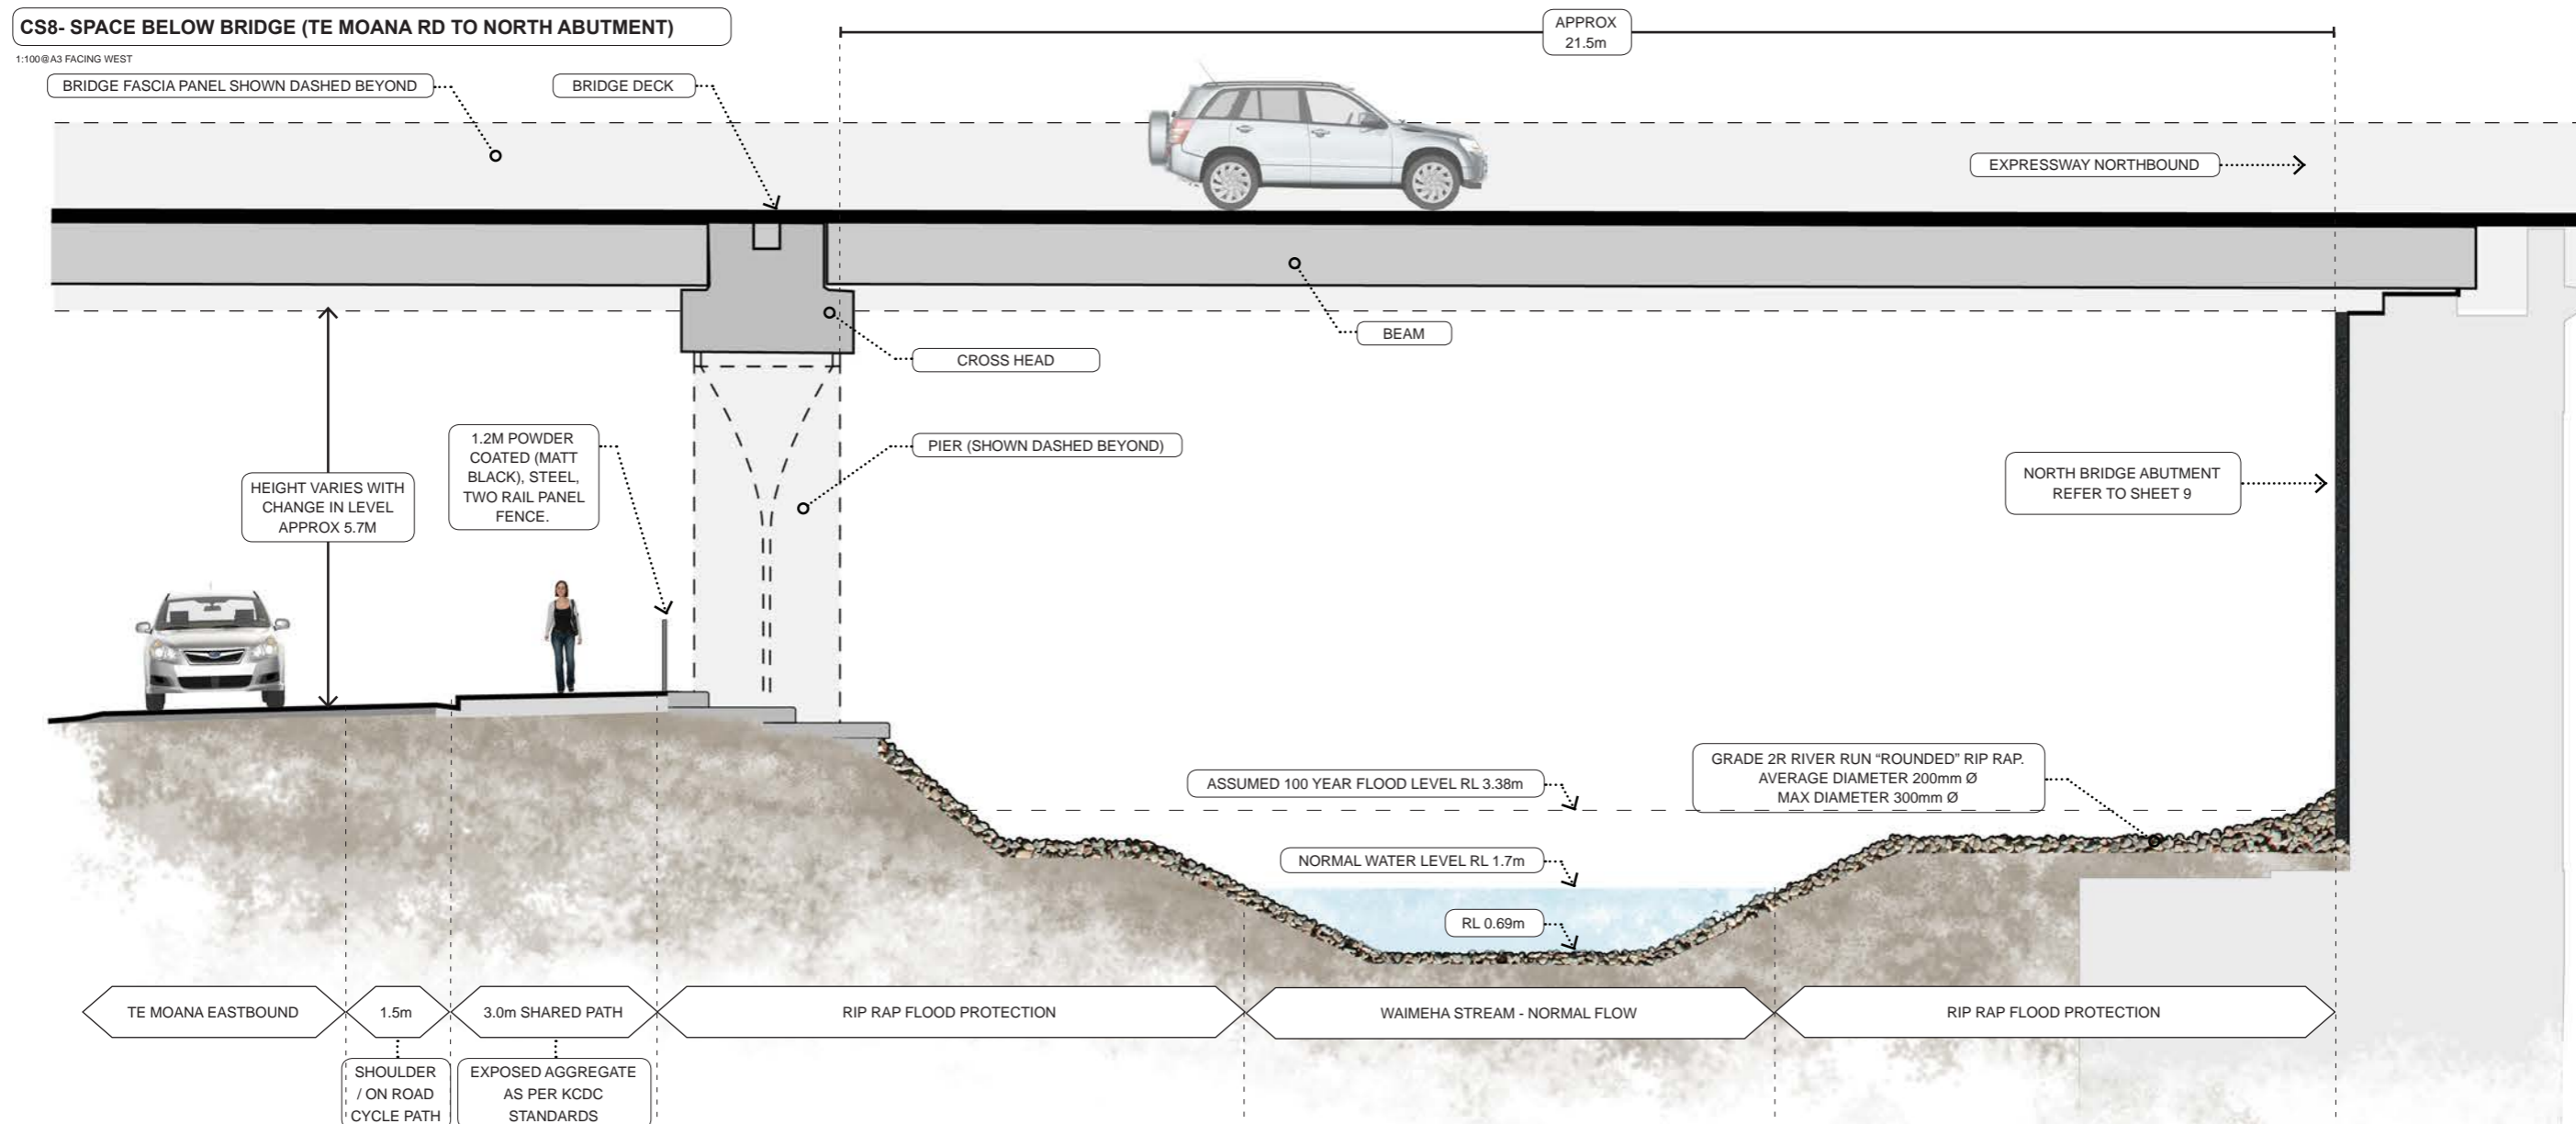 CS8- SPACE BELOW BRIDGE (TE MOANA RD TO NORTH ABUTMENT)
1:100@A3 FACING WEST
APPROX
21.5m
BRIDGE FASCIA PANEL SHOWN DASHED BEYOND
BRIDGE DECK
EXPRESSWAY NORTHBOUND
BEAM
CROSS HEAD
1.2M POWDER
COATED (MATT
BLACK), STEEL,
TWO RAIL PANEL
FENCE.
PIER (SHOWN DASHED BEYOND)
HEIGHT VARIES WITH
CHANGE IN LEVEL
APPROX 5.7M
NORTH BRIDGE ABUTMENT
REFER TO SHEET 9
GRADE 2R RIVER RUN “ROUNDED” RIP RAP.
AVERAGE DIAMETER 200mm Ø
MAX DIAMETER 300mm Ø
ASSUMED 100 YEAR FLOOD LEVEL RL 3.38m
NORMAL WATER LEVEL RL 1.7m
RL 0.69m
TE MOANA EASTBOUND
1.5m
3.0m SHARED PATH
RIP RAP FLOOD PROTECTION
WAIMEHA STREAM - NORMAL FLOW
RIP RAP FLOOD PROTECTION
SHOULDER
/ ON ROAD
CYCLE PATH
EXPOSED AGGREGATE
AS PER KCDC
STANDARDS